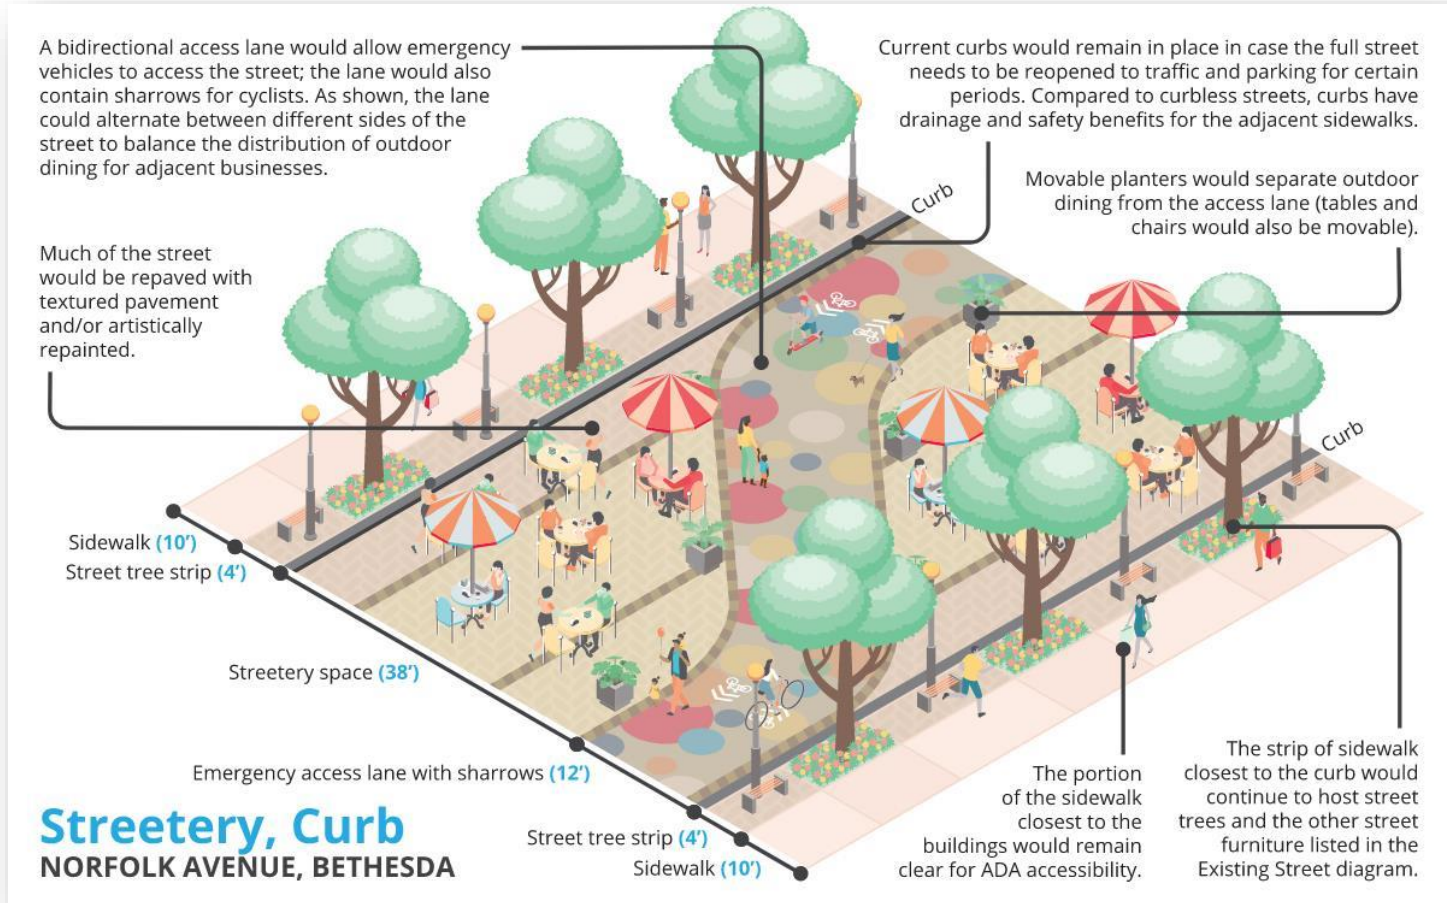 A bidirectional access lane would allow emergency
vehicles to access the street; the lane would also
contain sharrows for cyclists. As shown, the lane
could alternate between different sides of the
street to balance the distribution of outdoor
dining for adjacent businesses.
Current curbs would remain in place in case the full street
needs to be reopened to traffic and parking for certain
periods. Compared to curbless streets, curbs have
drainage and safety benefits for the adjacent sidewalks.
Movable planters would separate outdoor
dining from the access lane (tables and
chairs would also be movable).
Much of the street
would be repaved with
textured pavement
and/or artistically
repainted.
Curb
Curb
Sidewalk (10’)
Street tree strip (4’)
Streetery space (38’)
Emergency access lane with sharrows (12’)
Street tree strip (4’)
Sidewalk (10’)
The portion
of the sidewalk
closest to the
buildings would remain
clear for ADA accessibility.
The strip of sidewalk
closest to the curb would
continue to host street
trees and the other street
furniture listed in the
Existing Street diagram.
Streetery, Curb
NORFOLK AVENUE, BETHESDA